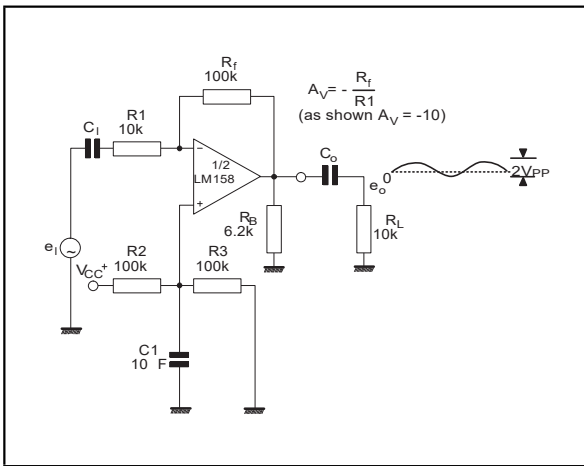 Rf
100k
AV = - Rf
R1
(as shown AV = -10)
R1
10k
CI
1/2
LM158
Co
eo
0
2VPP
RB
6.2k
RL
10k
eI
VCC+
R2
100k
R3
100k
C1
10 F